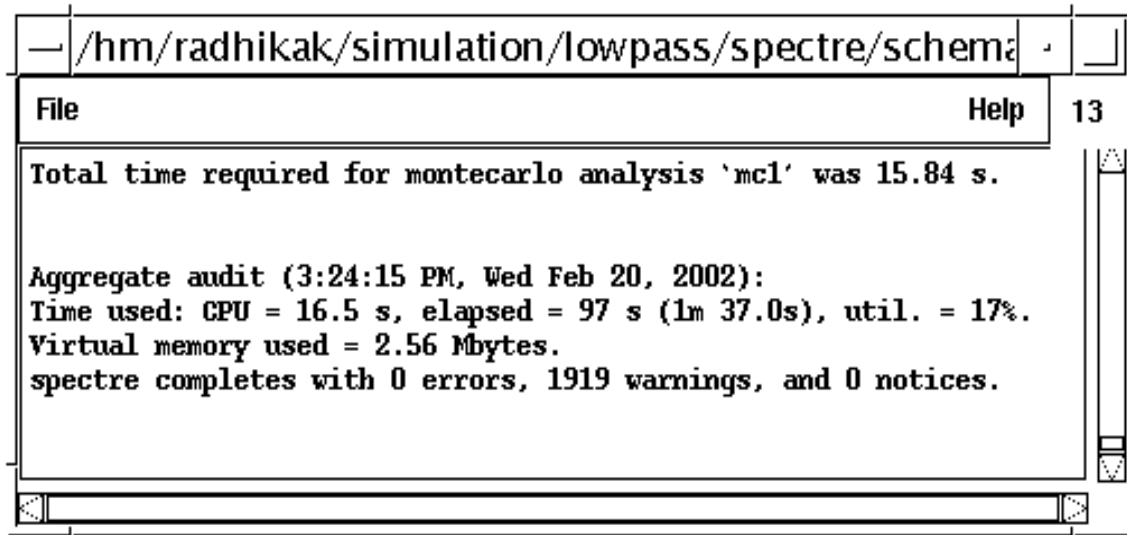 /hm/radhikak/simulation/lowpass/spectre/schema
File Help 13
Total time required for montecarlo analysis `mc1' was 15.84 s.
Aggregate audit (3:24:15 PM, Wed Feb 20, 2002):
Time used: CPU = 16.5 s, elapsed = 97 s (1m 37.0s), util. = 17%.
Virtual memory used = 2.56 Mbytes.
spectre completes with 0 errors, 1919 warnings, and 0 notices.